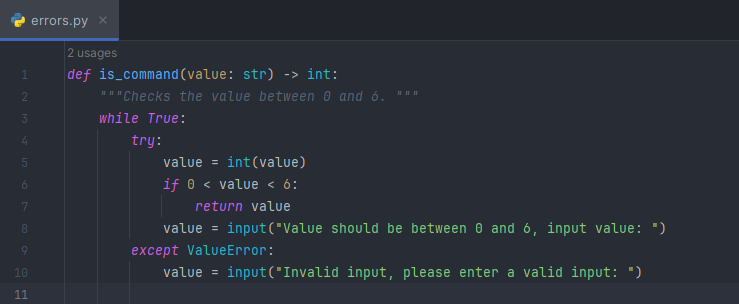 errors.py
2 usages
1 def is_command(value: str) -> int:
2 """Checks the value between 0 and 6. """
3 while True:
4 try:
5 value = int(value)
6 if 0 < value < 6:
7 return value
8 value = input("Value should be between 0 and 6, input value: ")
9 except ValueError:
10 value = input("Invalid input, please enter a valid input: ")
11